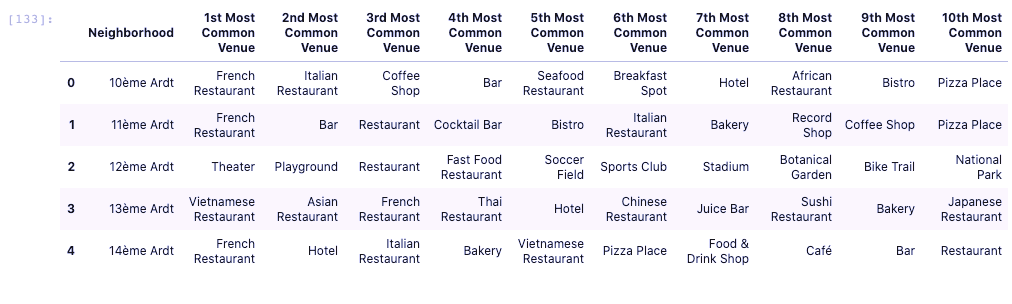 [133]:
Neighborhood 1st Most Common Venue 2nd Most Common Venue 3rd Most Common Venue 4th Most Common Venue 5th Most Common Venue 6th Most Common Venue 7th Most Common Venue 8th Most Common Venue 9th Most Common Venue 10th Most Common Venue
0 10ème Ardt French Restaurant Italian Restaurant Coffee Shop Bar Seafood Restaurant Breakfast Spot Hotel African Restaurant Bistro Pizza Place
1 11ème Ardt French Restaurant Bar Restaurant Cocktail Bar Bistro Italian Restaurant Bakery Record Shop Coffee Shop Pizza Place
2 12ème Ardt Theater Playground Restaurant Fast Food Restaurant Soccer Field Sports Club Stadium Botanical Garden Bike Trail National Park
3 13ème Ardt Vietnamese Restaurant Asian Restaurant French Restaurant Thai Restaurant Hotel Chinese Restaurant Juice Bar Sushi Restaurant Bakery Japanese Restaurant
4 14ème Ardt French Restaurant Hotel Italian Restaurant Bakery Vietnamese Restaurant Pizza Place Food & Drink Shop Café Bar Restaurant